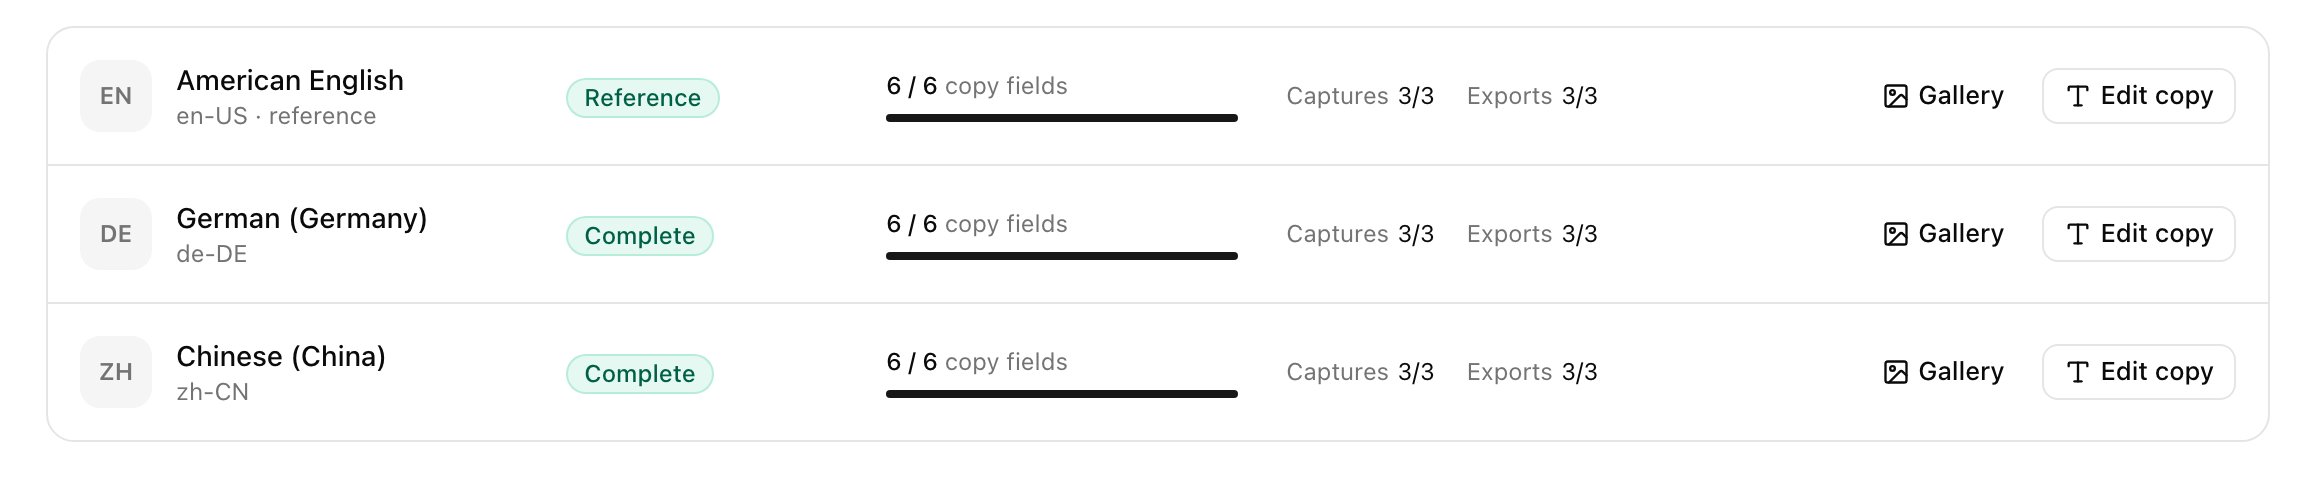 EN American English Reference 6 / 6 copy fields Captures 3/3 Exports 3/3 Gallery Edit copy
en-US · reference
DE German (Germany) Complete 6 / 6 copy fields Captures 3/3 Exports 3/3 Gallery Edit copy
de-DE
ZH Chinese (China) Complete 6 / 6 copy fields Captures 3/3 Exports 3/3 Gallery Edit copy
zh-CN